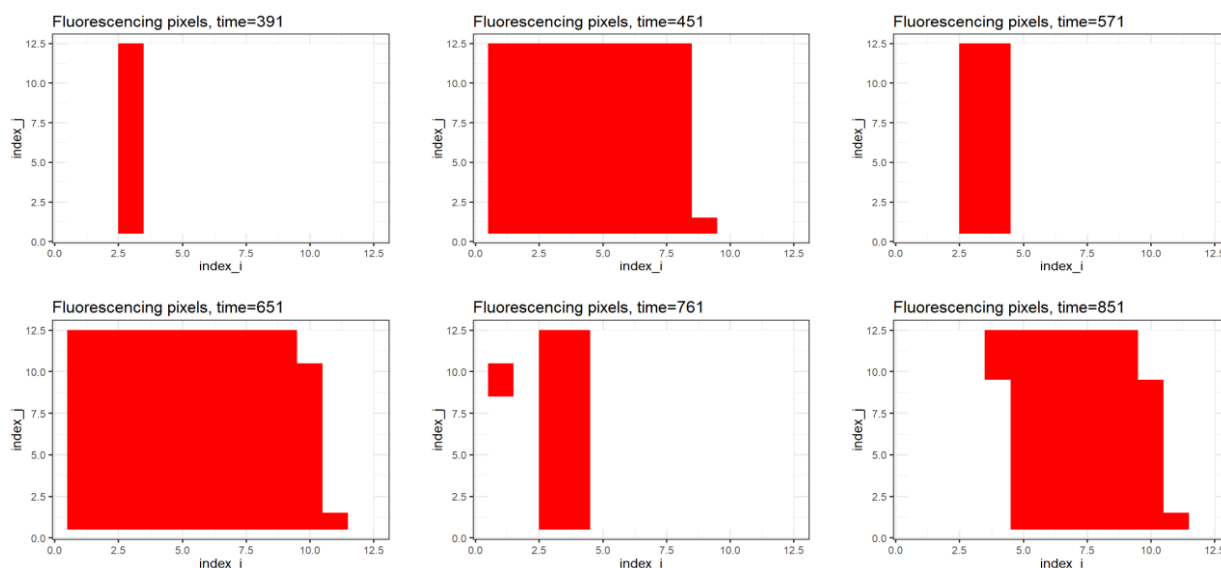 Fluorescencing pixels, time=391
12.5
10.0
7.5
5.0
2.5
0.0
index_j
0.0 2.5 5.0 7.5 10.0 12.5
index_i
Fluorescencing pixels, time=451
12.5
10.0
7.5
5.0
2.5
0.0
index_j
0.0 2.5 5.0 7.5 10.0 12.5
index_i
Fluorescencing pixels, time=571
12.5
10.0
7.5
5.0
2.5
0.0
index_j
0.0 2.5 5.0 7.5 10.0 12.5
index_i
Fluorescencing pixels, time=651
12.5
10.0
7.5
5.0
2.5
0.0
index_j
0.0 2.5 5.0 7.5 10.0 12.5
index_i
Fluorescencing pixels, time=761
12.5
10.0
7.5
5.0
2.5
0.0
index_j
0.0 2.5 5.0 7.5 10.0 12.5
index_i
Fluorescencing pixels, time=851
12.5
10.0
7.5
5.0
2.5
0.0
index_j
0.0 2.5 5.0 7.5 10.0 12.5
index_i